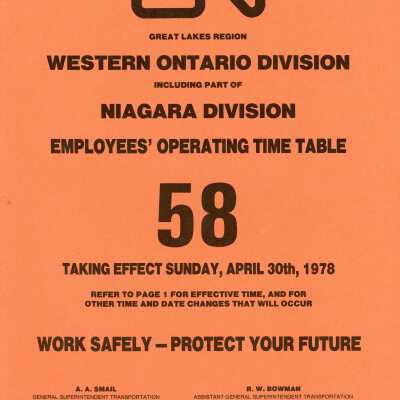 GREAT LAKES REGION
WESTERN ONTARIO DIVISION
INCLUDING PART OF
NIAGARA DIVISION
EMPLOYEES' OPERATING TIME TABLE
58
TAKING EFFECT SUNDAY, APRIL 30th, 1978
REFER TO PAGE 1 FOR EFFECTIVE TIME, AND FOR
OTHER TIME AND DATE CHANGES THAT WILL OCCUR
WORK SAFELY – PROTECT YOUR FUTURE
A. A. SMAIL R. W. BOWMAN
GENERAL SUPERINTENDENT TRANSPORTATION ASSISTANT GENERAL SUPERINTENDENT TRANSPORTATION